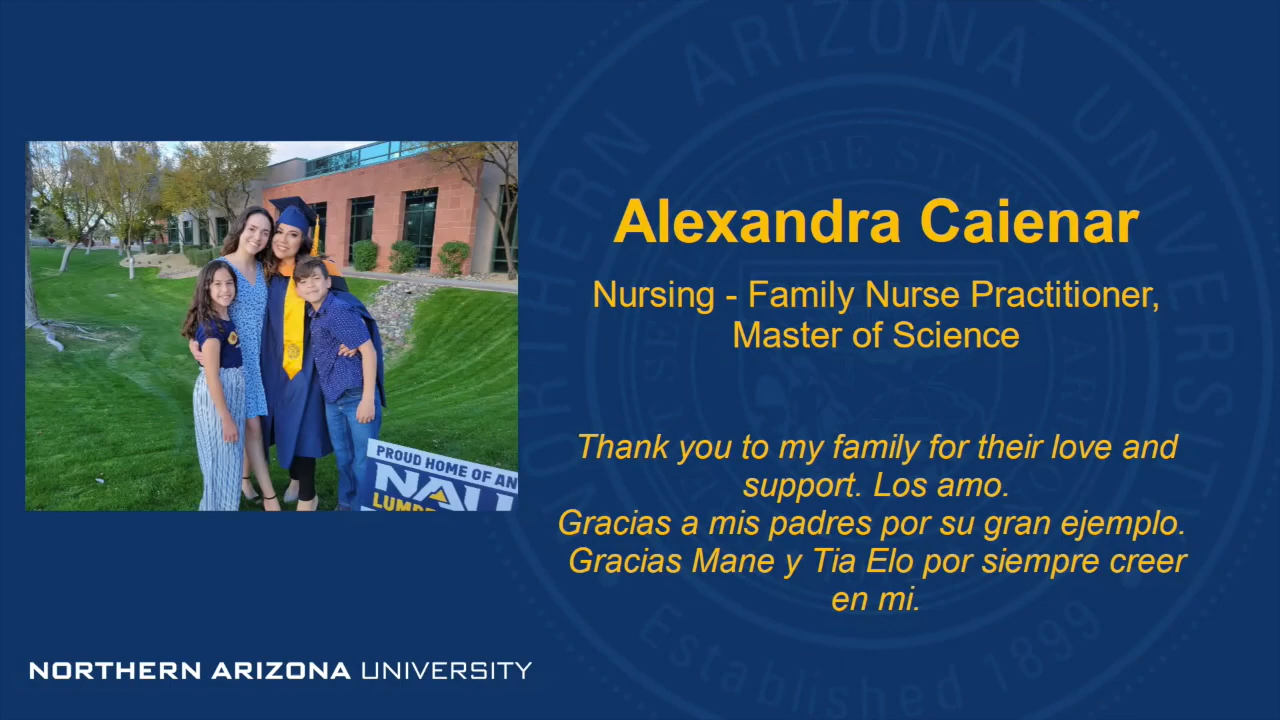 Alexandra Caienar
Nursing - Family Nurse Practitioner,
Master of Science
Thank you to my family for their love and
support. Los amo.
Gracias a mis padres por su gran ejemplo.
Gracias Mane y Tia Elo por siempre creer
en mi.
PROUD HOME OF AN
NAU
NORTHERN ARIZONA UNIVERSITY
NORTHERN ARIZONA UNIVERSITY
Established 1899